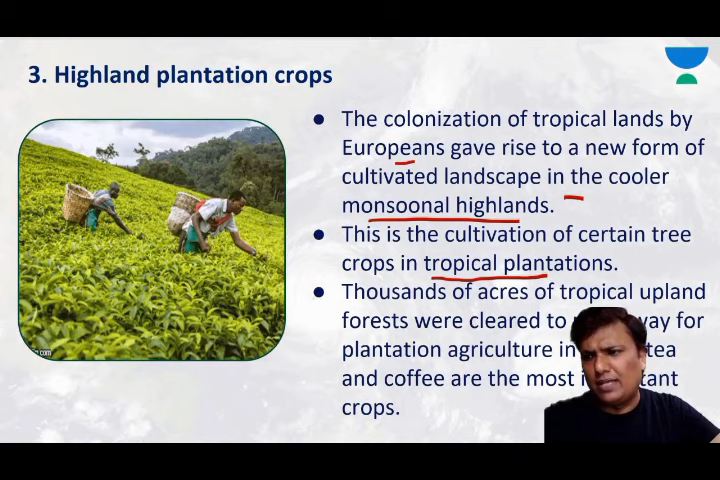 3. Highland plantation crops
● The colonization of tropical lands by
Europeans gave rise to a new form of
cultivated landscape in the cooler
monsoonal highlands.
● This is the cultivation of certain tree
crops in tropical plantations.
● Thousands of acres of tropical upland
forests were cleared to way for
plantation agriculture in tea
and coffee are the most
crops.
com